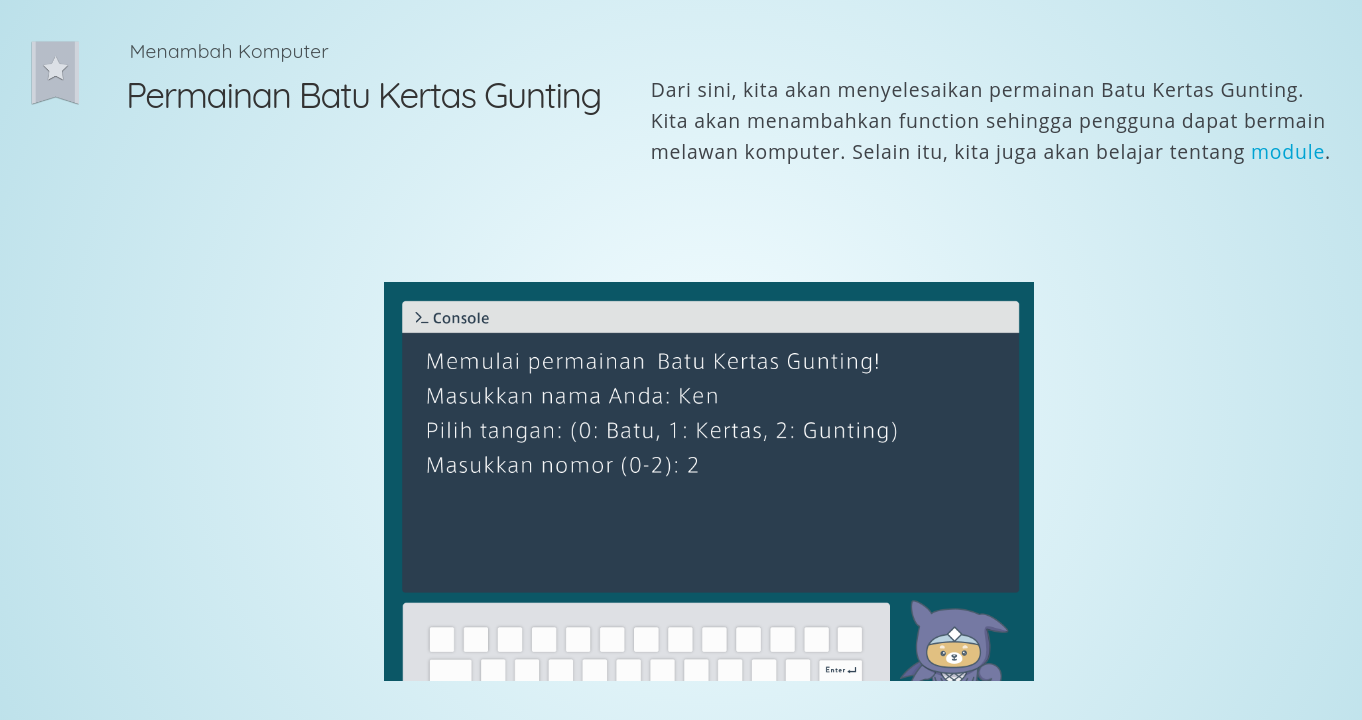 Menambah Komputer
Permainan Batu Kertas Gunting
Dari sini, kita akan menyelesaikan permainan Batu Kertas Gunting.
Kita akan menambahkan function sehingga pengguna dapat bermain
melawan komputer. Selain itu, kita juga akan belajar tentang module.
>_ Console
Memulai permainan Batu Kertas Gunting!
Masukkan nama Anda: Ken
Pilih tangan: (0: Batu, 1: Kertas, 2: Gunting)
Masukkan nomor (0-2): 2
Enter